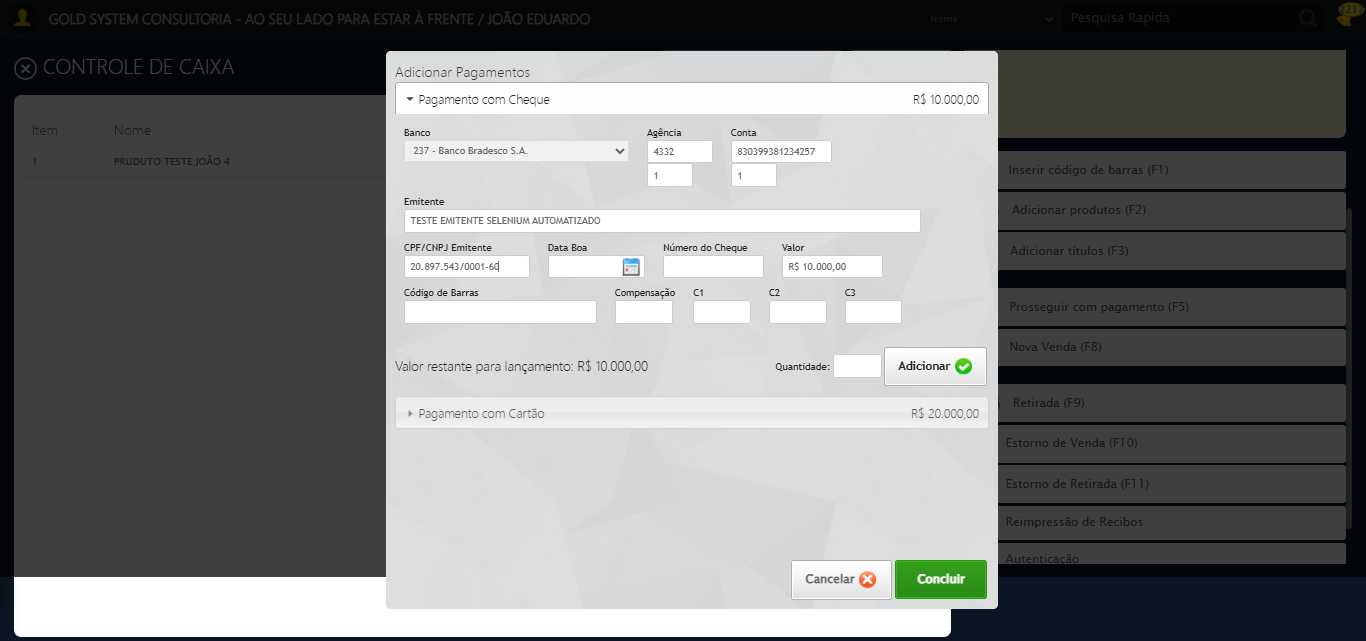 GOLD SYSTEM CONSULTORIA - AO SEU LADO PARA ESTAR À FRENTE / JOÃO EDUARDO
Nome
Pesquisa Rapida
CONTROLE DE CAIXA
Item Nome
1 PRUDUTO TESTE JOÃO 4
Adicionar Pagamentos
Pagamento com Cheque R$ 10.000,00
Banco Agência Conta
237 - Banco Bradesco S.A. 4332 830399381234257
1 1
Emitente
TESTE EMITENTE SELENIUM AUTOMATIZADO
CPF/CNPJ Emitente Data Boa Número do Cheque Valor
20.897.543/0001-60 R$ 10.000,00
Código de Barras Compensação C1 C2 C3
Valor restante para lançamento: R$ 10.000,00 Quantidade: Adicionar
Pagamento com Cartão R$ 20.000,00
Cancelar Concluir
Inserir código de barras (F1)
Adicionar produtos (F2)
Adicionar títulos (F3)
Prosseguir com pagamento (F5)
Nova Venda (F8)
Retirada (F9)
Estorno de Venda (F10)
Estorno de Retirada (F11)
Reimpressão de Recibos
Autenticação